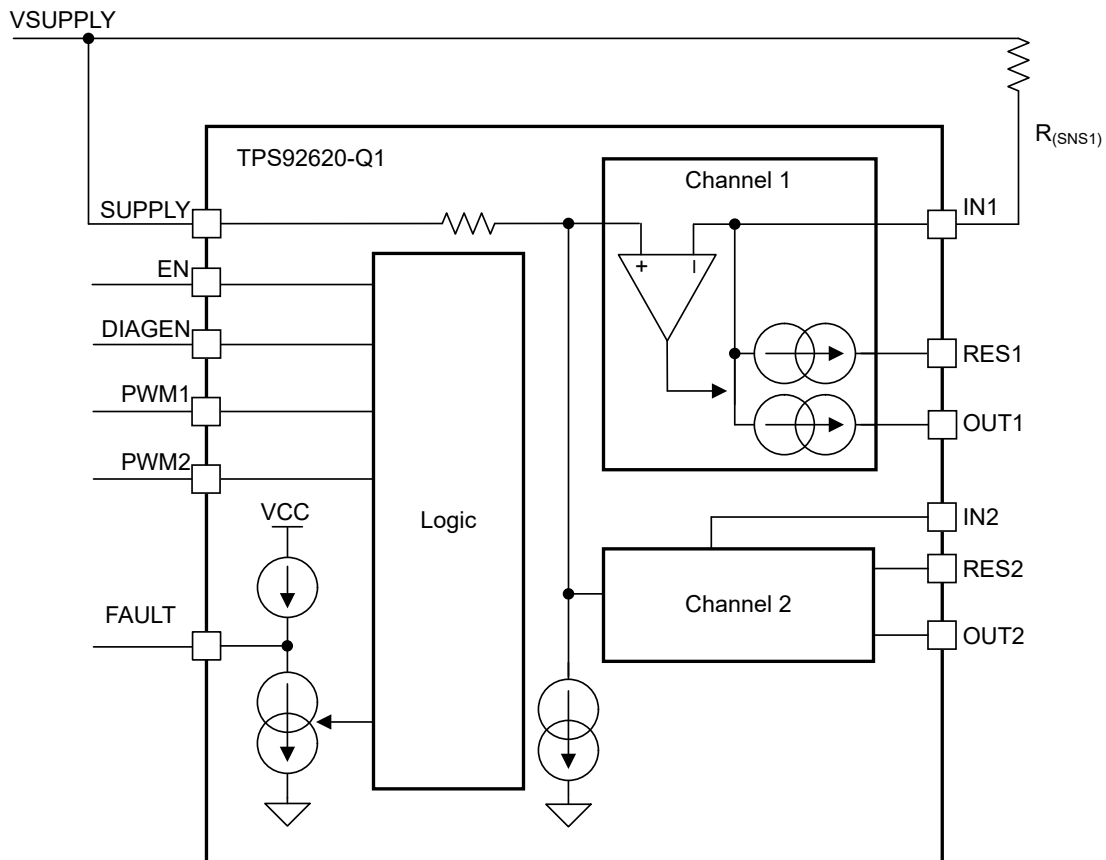 VSUPPLY
R(SNS1)
TPS92620-Q1
Channel 1
SUPPLY
IN1
+
EN
DIAGEN
RES1
PWM1
OUT1
PWM2
VCC
Logic
IN2
RES2
Channel 2
FAULT
OUT2